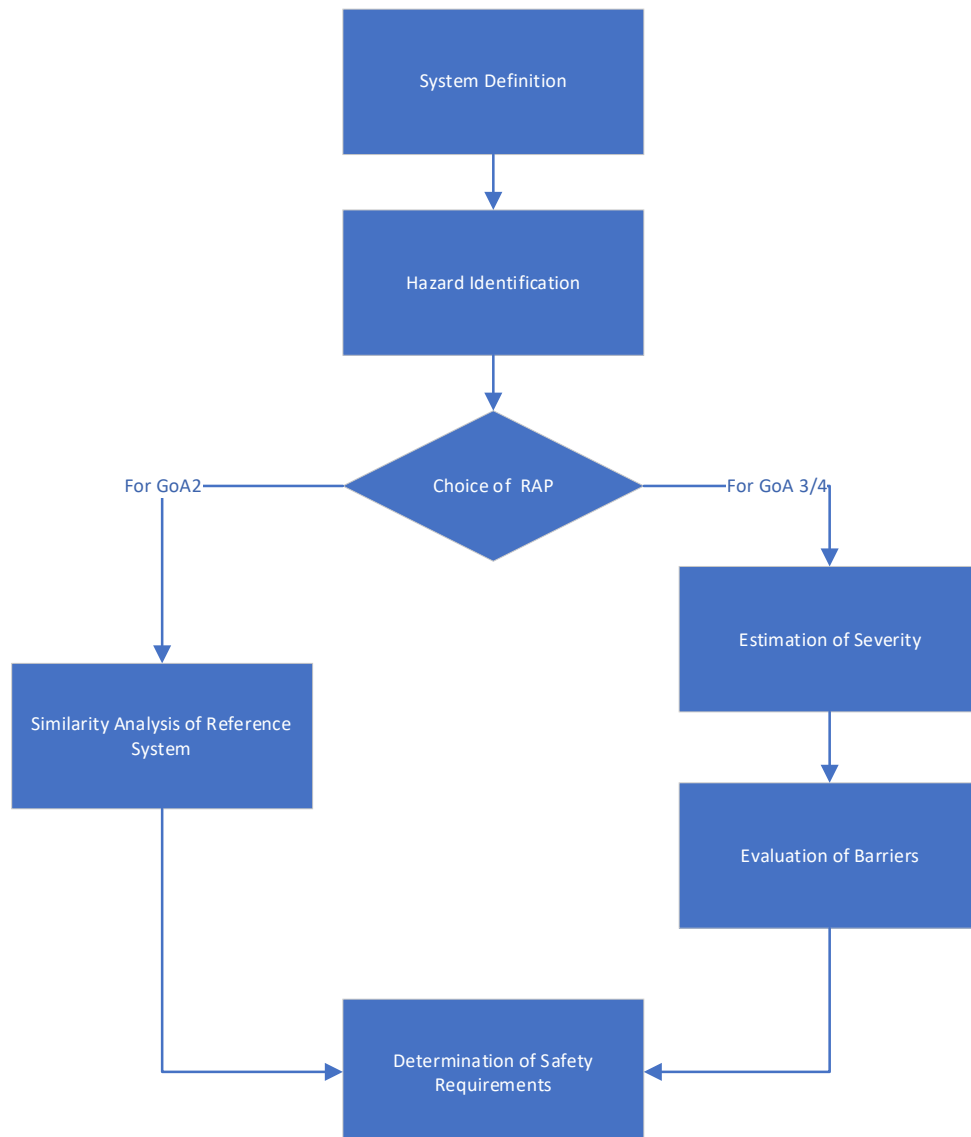 System Definition
Hazard Identification
Choice of RAP
For GoA2
For GoA 3/4
Estimation of Severity
Similarity Analysis of Reference
System
Evaluation of Barriers
Determination of Safety
Requirements